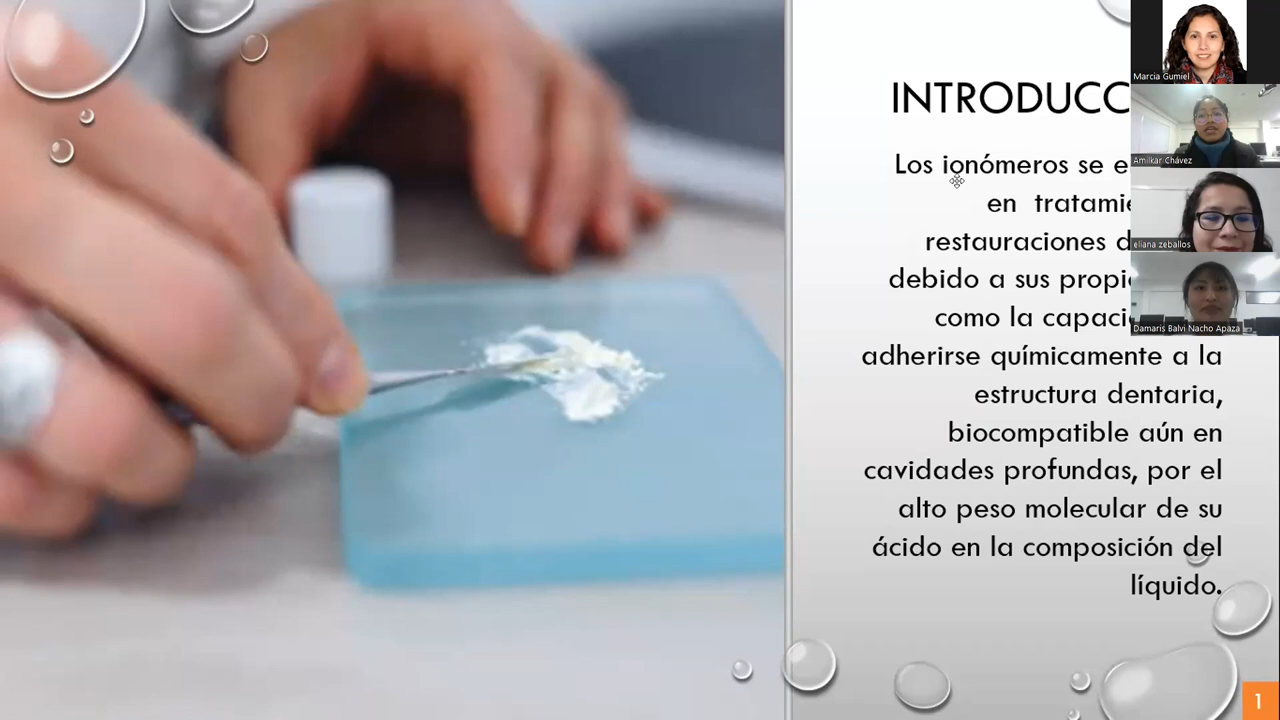 INTRODUCC
Los ionómeros se e
en tratamie
restauraciones d
debido a sus propie
como la capaci
adherirse químicamente a la
estructura dentaria,
biocompatible aún en
cavidades profundas, por el
alto peso molecular de su
ácido en la composición del
líquido.
Marcia Gumiel
Amilkar Chávez
eliana zeballos
Damaris Balvi Nacho Apaza
1